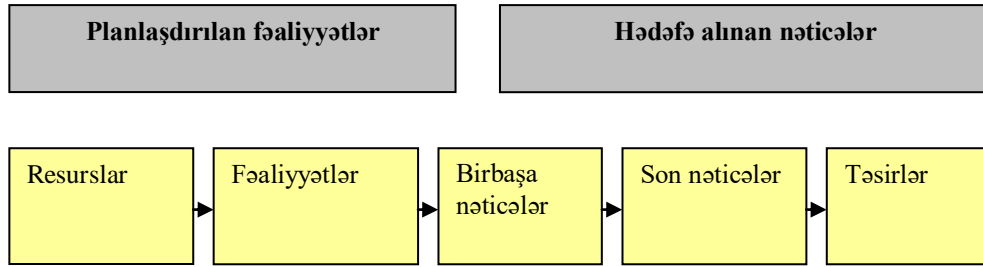 Planlaşdırılan fəaliyyətlər
Hədəfə alınan nəticələr
Resurslar
Fəaliyyətlər
Birbaşa
nəticələr
Son nəticələr
Təsirlər